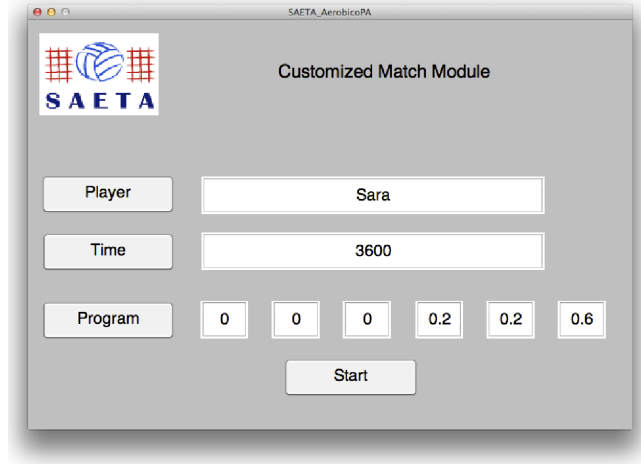 SAETA_AerobicoPA
SAETA
Customized Match Module
Player
Sara
Time
3600
Program 0 0 0 0.2 0.2 0.6
Start